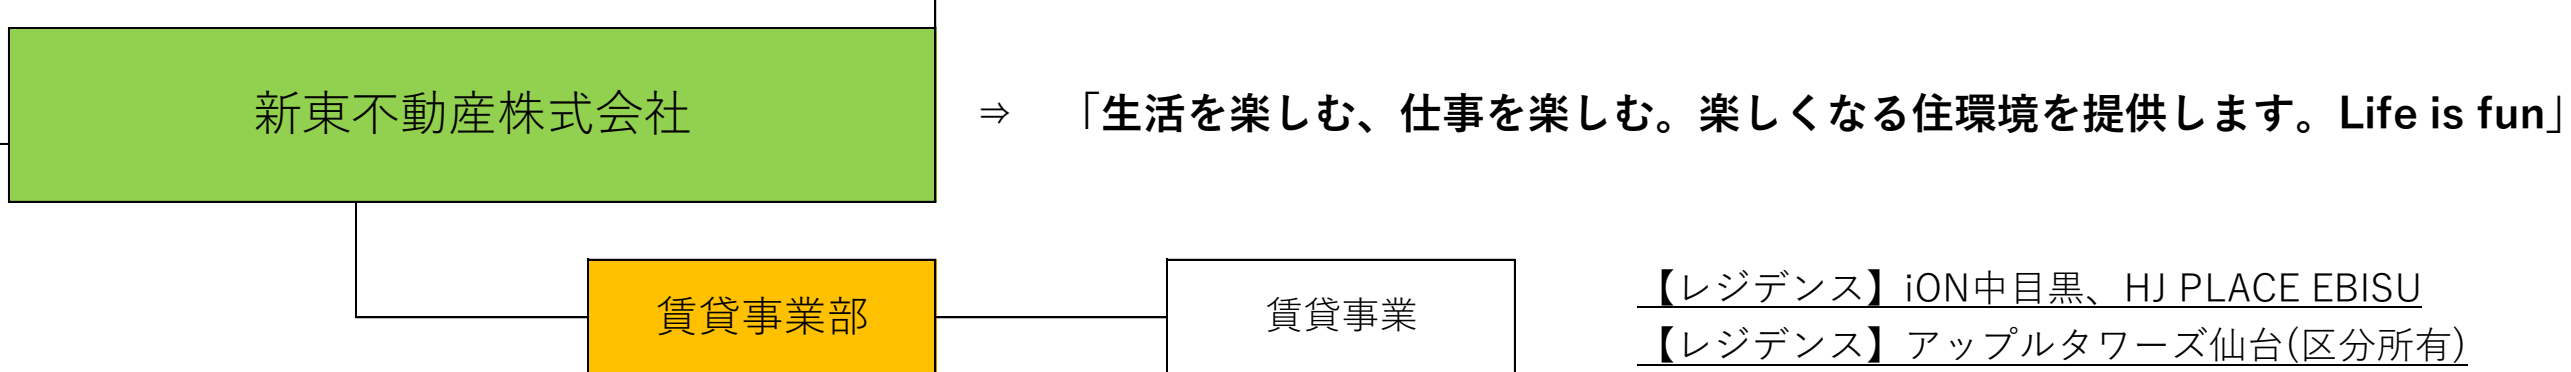 新東不動産株式会社 ⇒ 「生活を楽しむ、仕事を楽しむ。楽しくなる住環境を提供します。Life is fun」
賃貸事業部
賃貸事業
【レジデンス】iON中目黒、HJ PLACE EBISU
【レジデンス】アップルタワーズ仙台(区分所有)